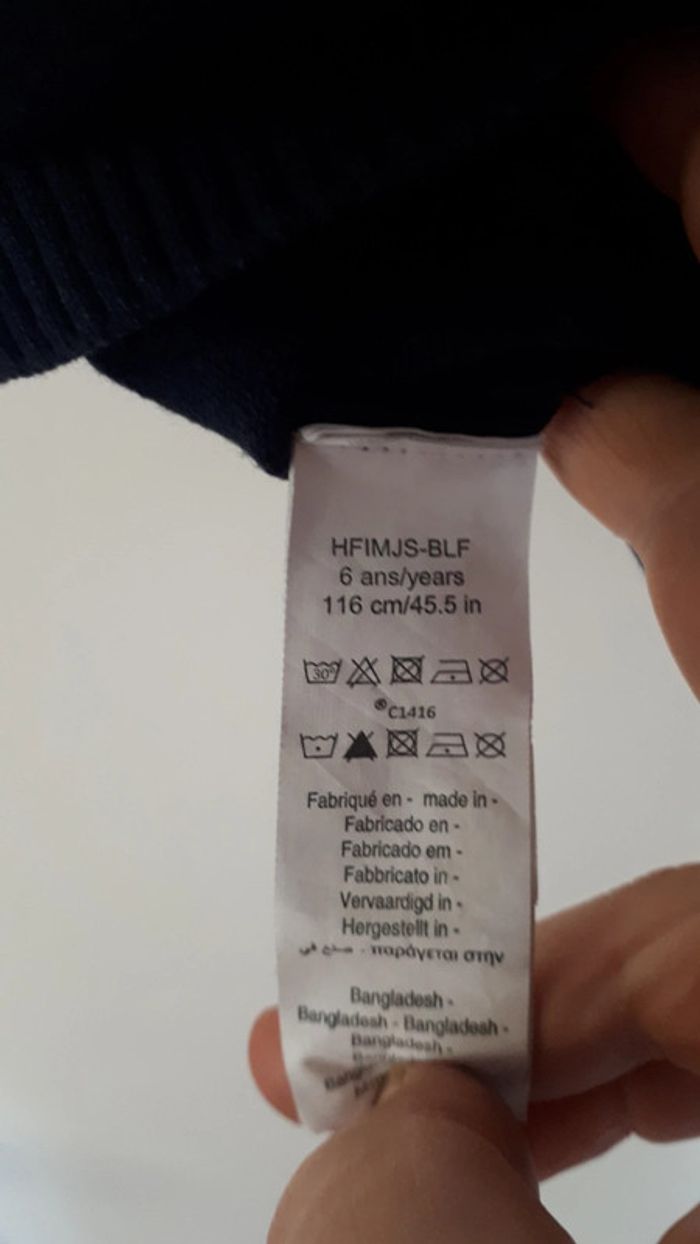 HFIMJS-BLF
6 ans/years
116 cm/45.5 in
30°
®C1416
Fabriqué en - made in -
Fabricado en -
Fabricado em -
Fabbricato in -
Vervaardigd in -
Hergestellt in -
παράγεται στην
Bangladesh -
Bangladesh - Bangladesh -
Bangladesh -